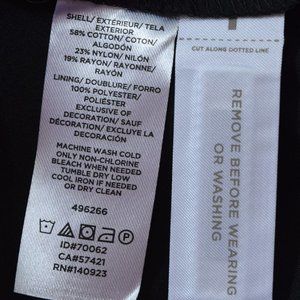 SHELL/ EXTÉRIEUR/ TELA
EXTERIOR
58% COTTON/ COTON/
ALGODÓN
23% NYLON/ NILÓN
19% RAYON/ RAYONNE/
RAYÓN
LINING/ DOUBLURE/ FORRO
100% POLYESTER/
POLIÉSTER
EXCLUSIVE OF
DECORATION/ SAUF
DÉCORATION/ EXCLUYE LA
DECORACIÓN
MACHINE WASH COLD
ONLY NON-CHLORINE
BLEACH WHEN NEEDED
TUMBLE DRY LOW
COOL IRON IF NEEDED
OR DRY CLEAN
496266
ID#70062
CA#57421
RN#140923
CUT ALONG DOTTED LINE
REMOVE BEFORE WEARING
OR WASHING